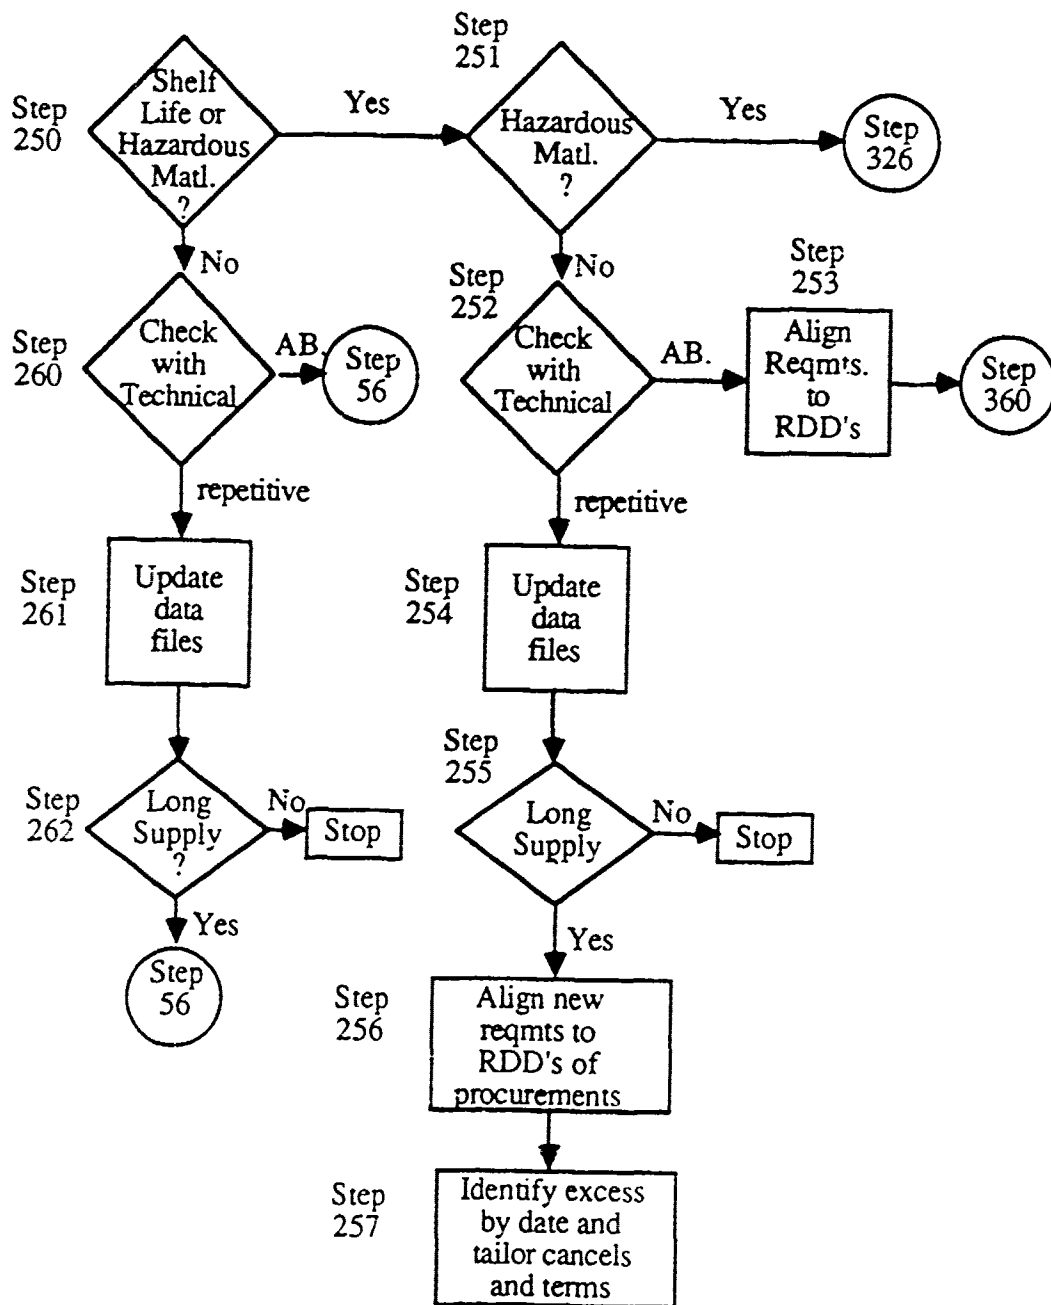 Step
250
Shelf
Life or
Hazardous
Matl.
?
Yes
Step
251
Hazardous
Matl.
?
Yes
Step
326
No
No
Step
260
Check
with
Technical
AB.
Step
56
Step
252
Check
with
Technical
AB.
Step
253
Align
Reqmts.
to
RDD's
Step
360
repetitive
repetitive
Step
261
Update
data
files
Step
254
Update
data
files
Step
262
Long
Supply
?
No
Stop
Step
255
Long
Supply
No
Stop
Yes
Step
56
Yes
Step
256
Align new
reqmts to
RDD's of
procurements
Step
257
Identify excess
by date and
tailor cancels
and terms